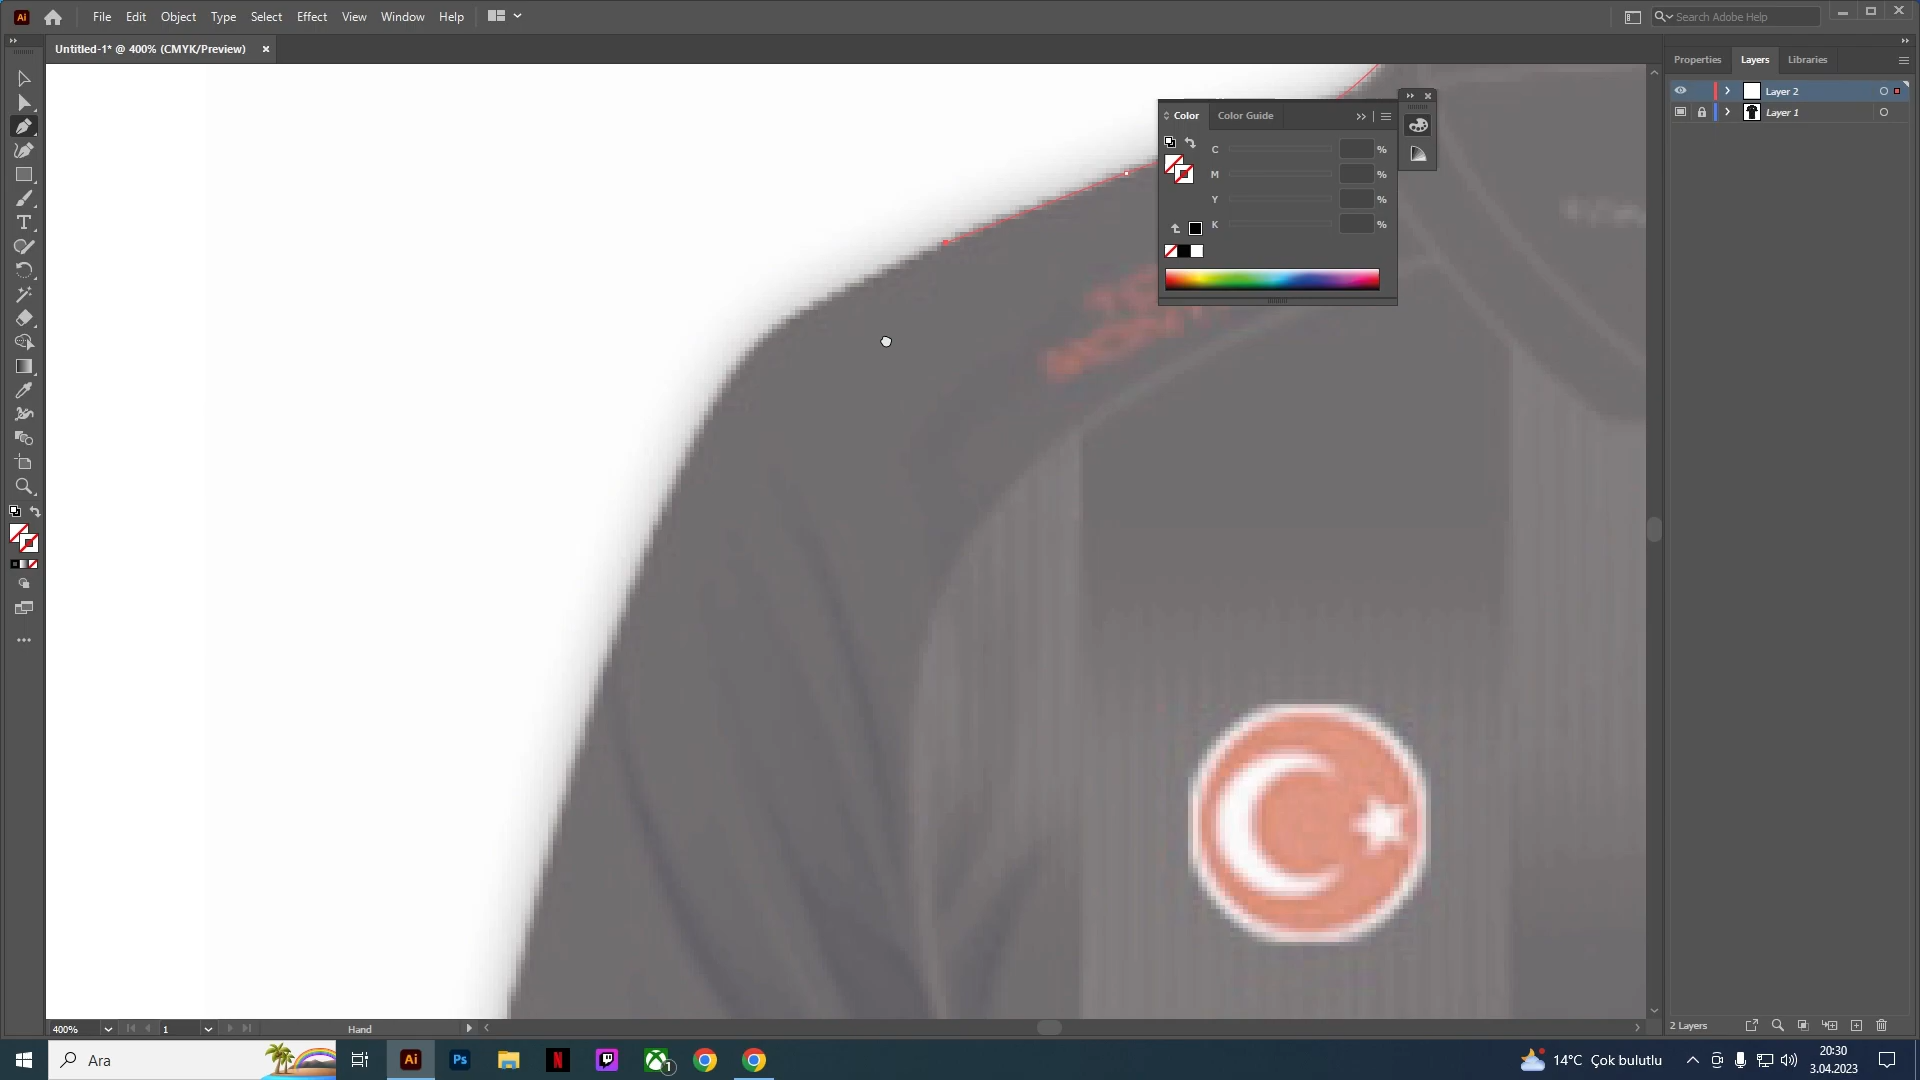 File Edit Object Type Select Effect View Window Help
Search Adobe Help
Untitled-1* @ 400% (CMYK/Preview)
Properties Layers Libraries
Layer 2
Layer 1
Color Color Guide
C %
M %
Y %
K %
400% 1 Hand
2 Layers
Ara
14°C Çok bulutlu
20:30
3.04.2023